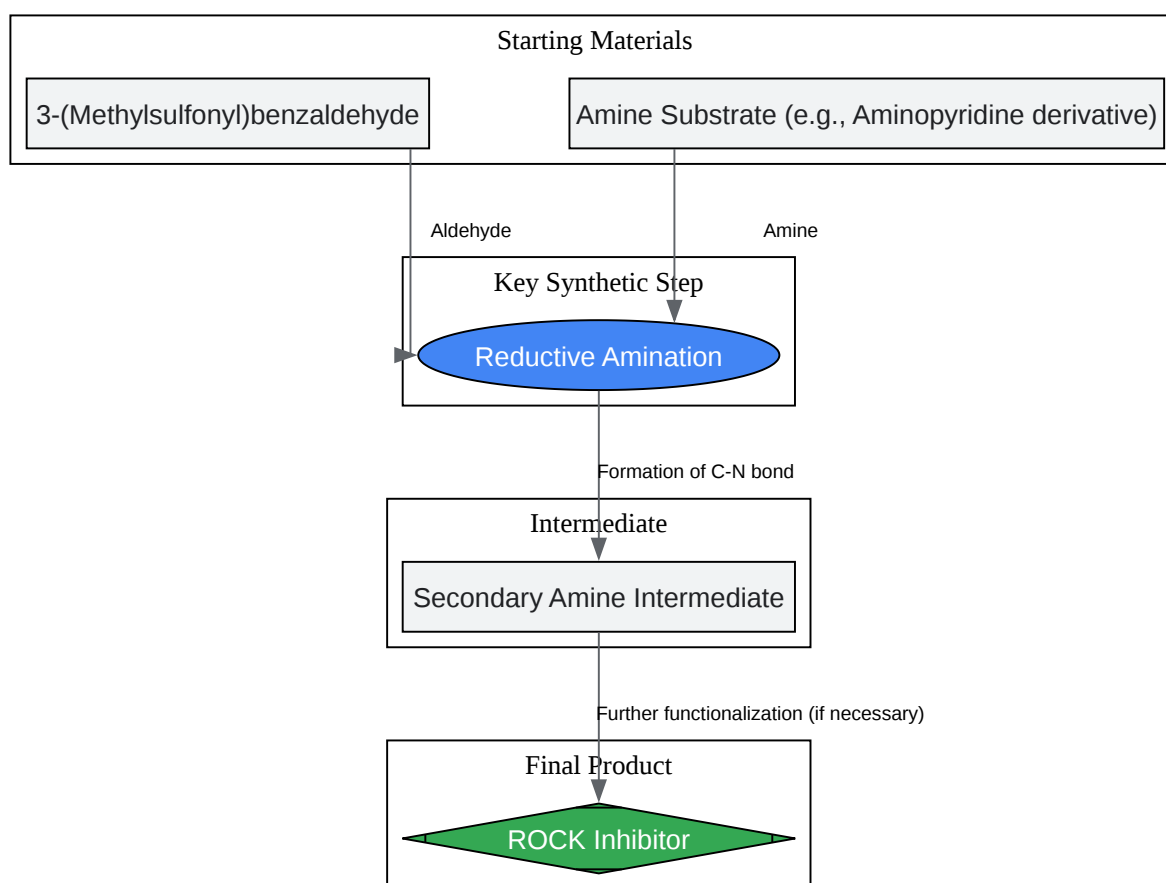 Starting Materials
3-(Methylsulfonyl)benzaldehyde
Amine Substrate (e.g., Aminopyridine derivative)
Aldehyde
Amine
Key Synthetic Step
Reductive Amination
Formation of C-N bond
Intermediate
Secondary Amine Intermediate
Further functionalization (if necessary)
Final Product
ROCK Inhibitor